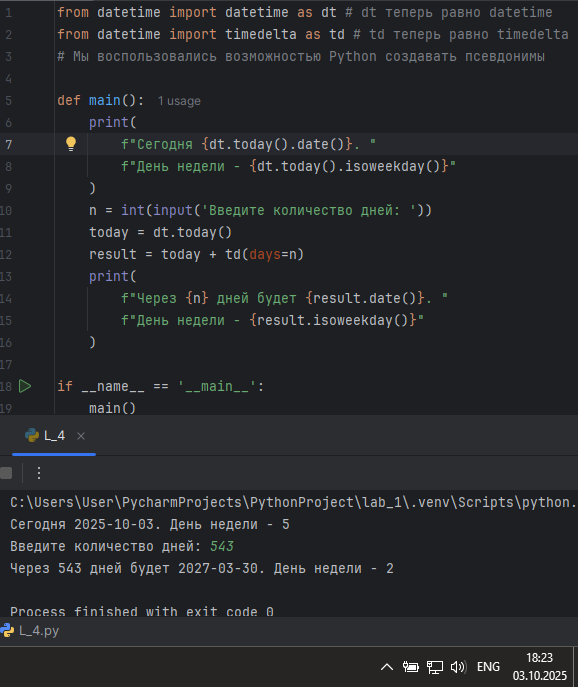 1 from datetime import datetime as dt # dt теперь равно datetime
2 from datetime import timedelta as td # td теперь равно timedelta
3 # Мы воспользовались возможностью Python создавать псевдонимы
4
5 def main(): 1 usage
6 print(
7 f"Сегодня {dt.today().date()}. "
8 f"День недели - {dt.today().isoweekday()}"
9 )
10 n = int(input('Введите количество дней: '))
11 today = dt.today()
12 result = today + td(days=n)
13 print(
14 f"Через {n} дней будет {result.date()}. "
15 f"День недели - {result.isoweekday()}"
16 )
17
18 if __name__ == '__main__':
19 main()
L_4
C:\Users\User\PycharmProjects\PythonProject\lab_1\.venv\Scripts\python.
Сегодня 2025-10-03. День недели - 5
Введите количество дней: 543
Через 543 дней будет 2027-03-30. День недели - 2
Process finished with exit code 0
L_4.py
ENG
18:23
03.10.2025